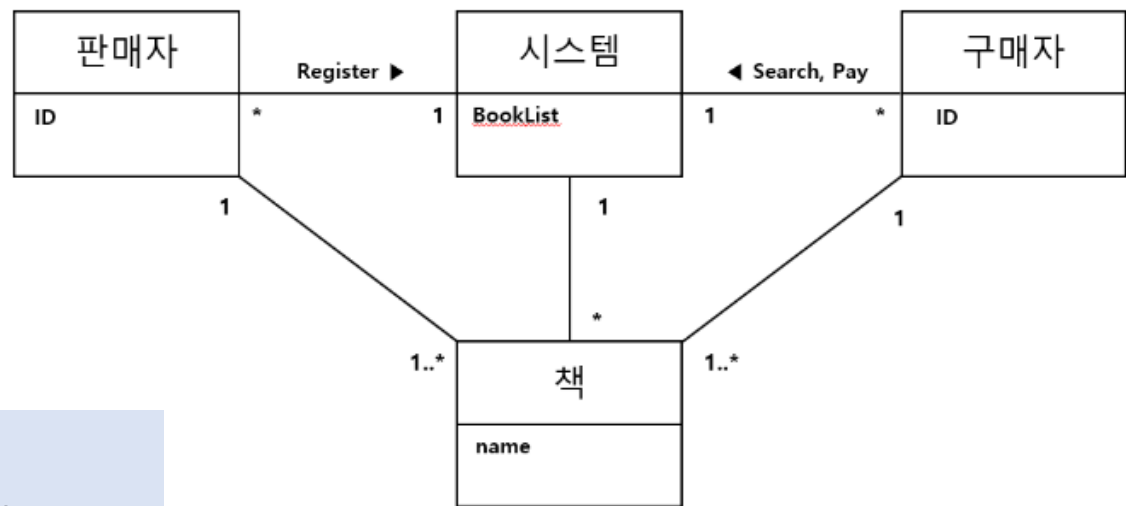 판매자
시스템
구매자
Register ▶
◀ Search, Pay
ID
*
1
BookList
1
*
ID
1
1
1
*
1..*
1..*
책
name